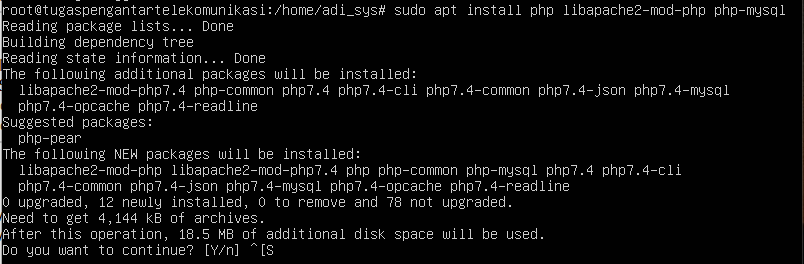 root@tugaspengantartelekomunikasi:/home/adi_sys# sudo apt install php libapache2-mod-php php-mysql
Reading package lists... Done
Building dependency tree
Reading state information... Done
The following additional packages will be installed:
  libapache2-mod-php7.4 php-common php7.4 php7.4-cli php7.4-common php7.4-json php7.4-mysql
  php7.4-opcache php7.4-readline
Suggested packages:
  php-pear
The following NEW packages will be installed:
  libapache2-mod-php libapache2-mod-php7.4 php php-common php-mysql php7.4 php7.4-cli
  php7.4-common php7.4-json php7.4-mysql php7.4-opcache php7.4-readline
0 upgraded, 12 newly installed, 0 to remove and 78 not upgraded.
Need to get 4,144 kB of archives.
After this operation, 18.5 MB of additional disk space will be used.
Do you want to continue? [Y/n] ^[S